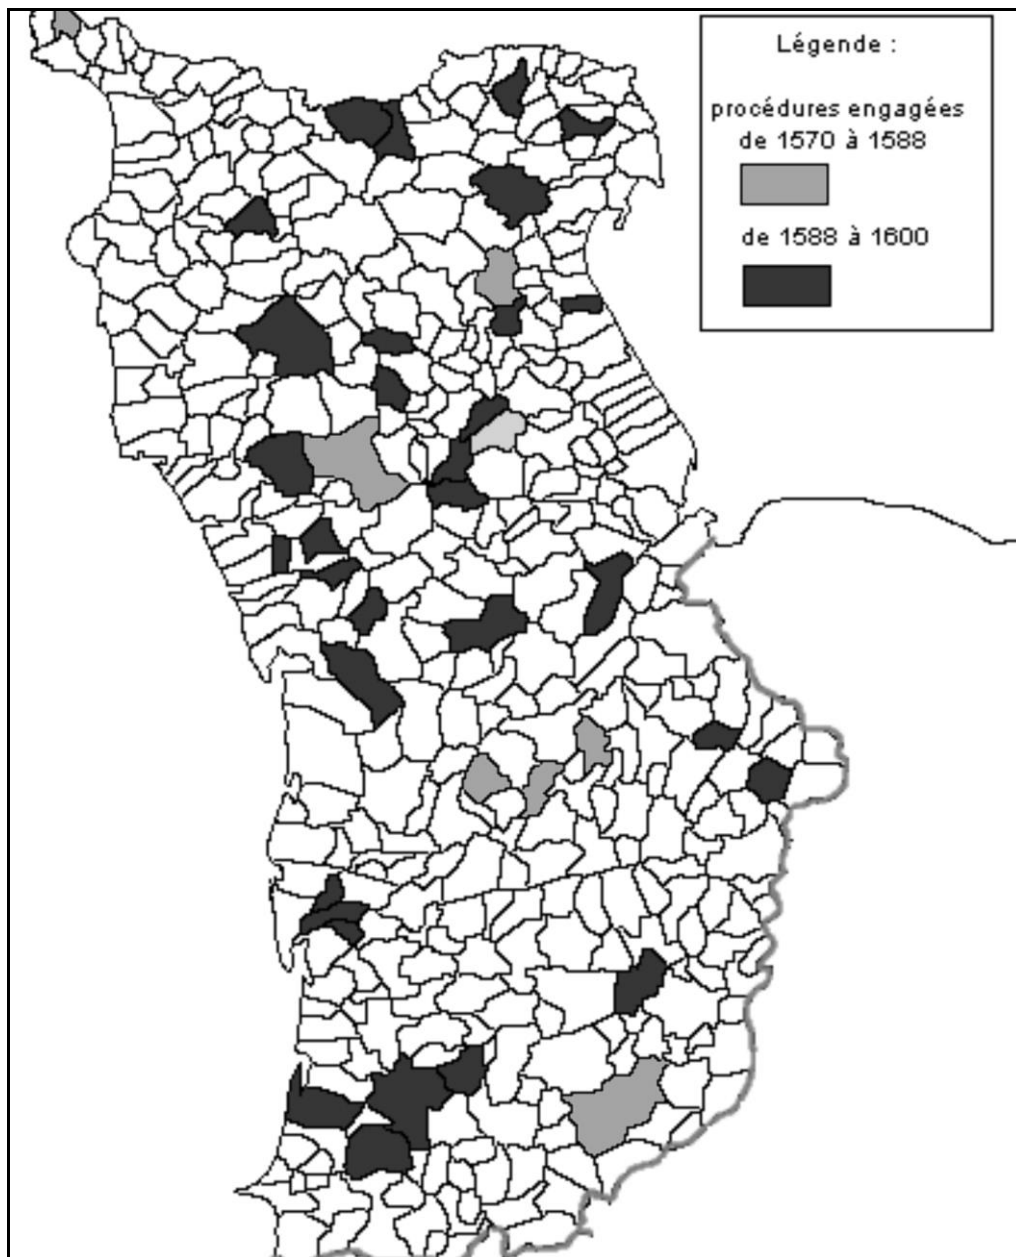 Légende :
procédures engagées
de 1570 à 1588
de 1588 à 1600